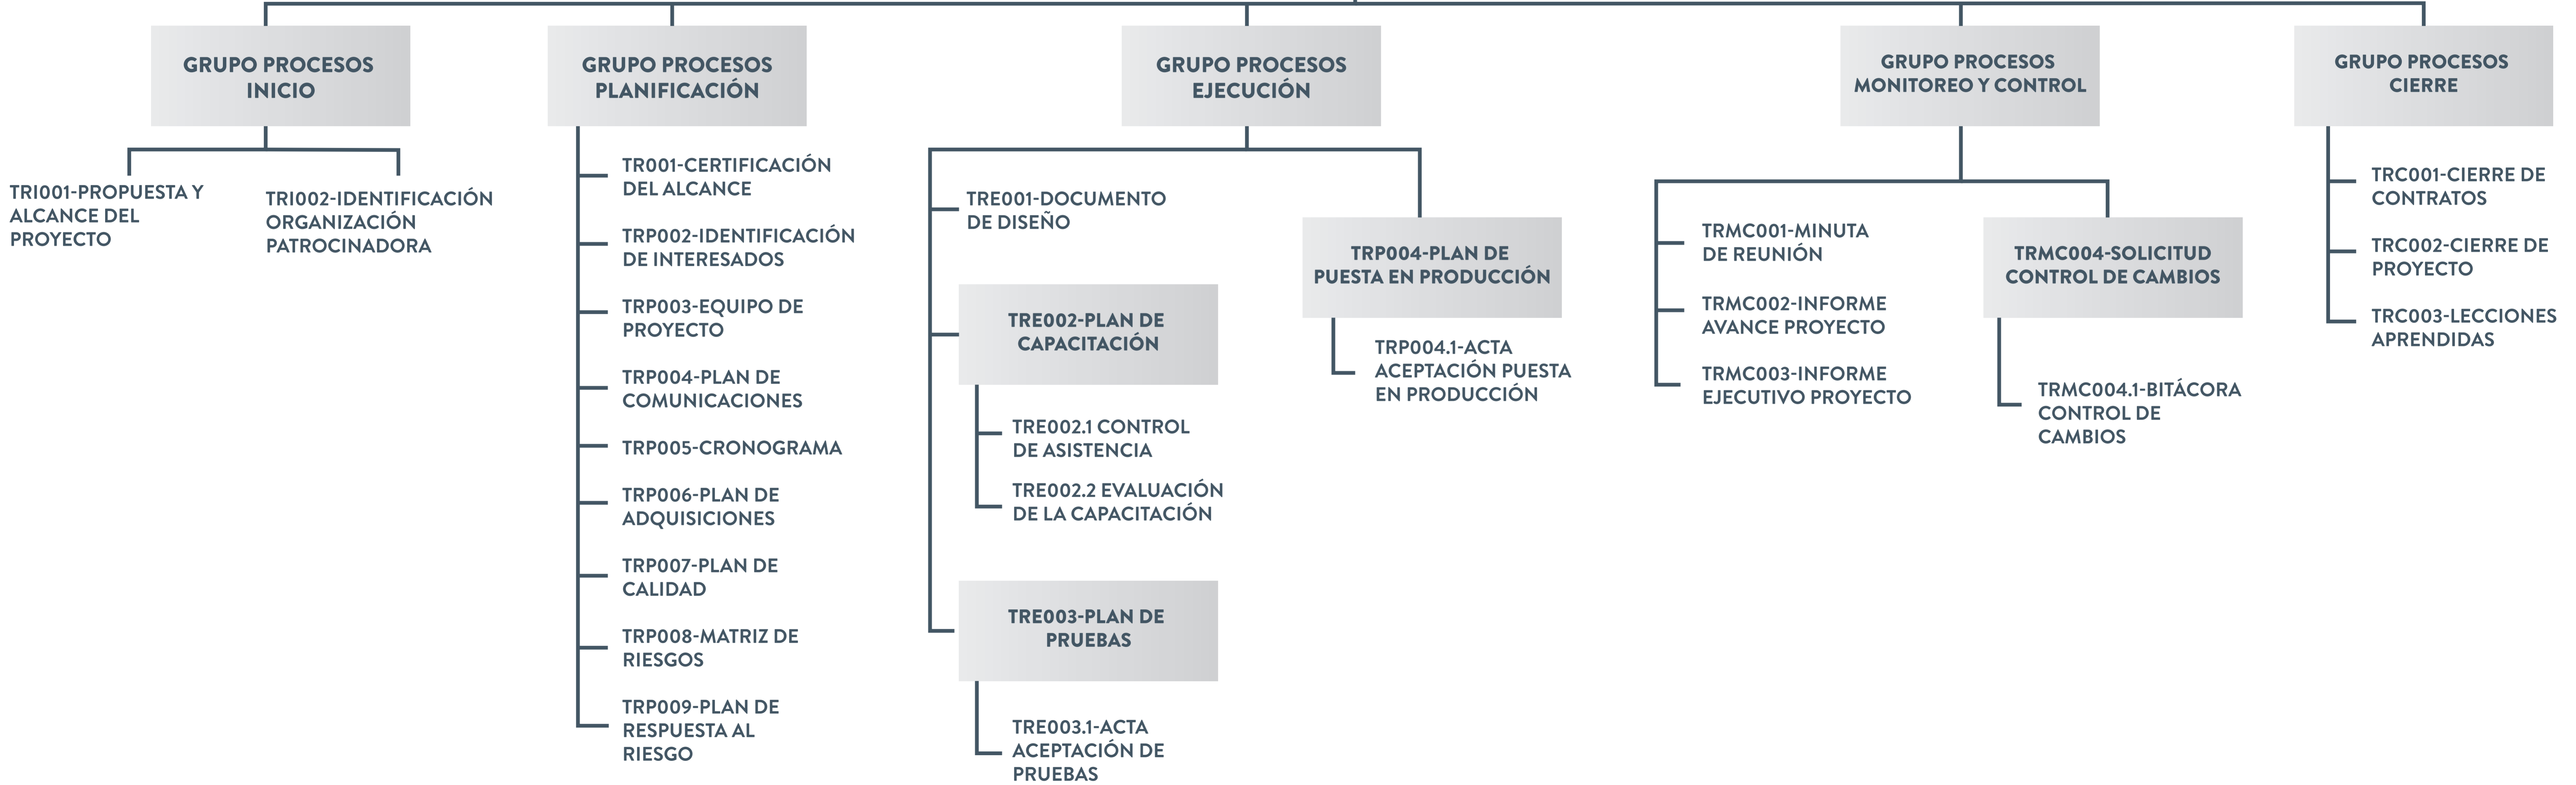 GRUPO PROCESOS
INICIO
TRI001-PROPUESTA Y
ALCANCE DEL
PROYECTO
TRI002-IDENTIFICACIÓN
ORGANIZACIÓN
PATROCINADORA
GRUPO PROCESOS
PLANIFICACIÓN
TR001-CERTIFICACIÓN
DEL ALCANCE
TRP002-IDENTIFICACIÓN
DE INTERESADOS
TRP003-EQUIPO DE
PROYECTO
TRP004-PLAN DE
COMUNICACIONES
TRP005-CRONOGRAMA
TRP006-PLAN DE
ADQUISICIONES
TRP007-PLAN DE
CALIDAD
TRP008-MATRIZ DE
RIESGOS
TRP009-PLAN DE
RESPUESTA AL
RIESGO
GRUPO PROCESOS
EJECUCIÓN
TRE001-DOCUMENTO
DE DISEÑO
TRE002-PLAN DE
CAPACITACIÓN
TRE002.1 CONTROL
DE ASISTENCIA
TRE002.2 EVALUACIÓN
DE LA CAPACITACIÓN
TRE003-PLAN DE
PRUEBAS
TRE003.1-ACTA
ACEPTACIÓN DE
PRUEBAS
TRP004-PLAN DE
PUESTA EN PRODUCCIÓN
TRP004.1-ACTA
ACEPTACIÓN PUESTA
EN PRODUCCIÓN
GRUPO PROCESOS
MONITOREO Y CONTROL
TRMC001-MINUTA
DE REUNIÓN
TRMC002-INFORME
AVANCE PROYECTO
TRMC003-INFORME
EJECUTIVO PROYECTO
TRMC004-SOLICITUD
CONTROL DE CAMBIOS
TRMC004.1-BITÁCORA
CONTROL DE
CAMBIOS
GRUPO PROCESOS
CIERRE
TRC001-CIERRE DE
CONTRATOS
TRC002-CIERRE DE
PROYECTO
TRC003-LECCIONES
APRENDIDAS